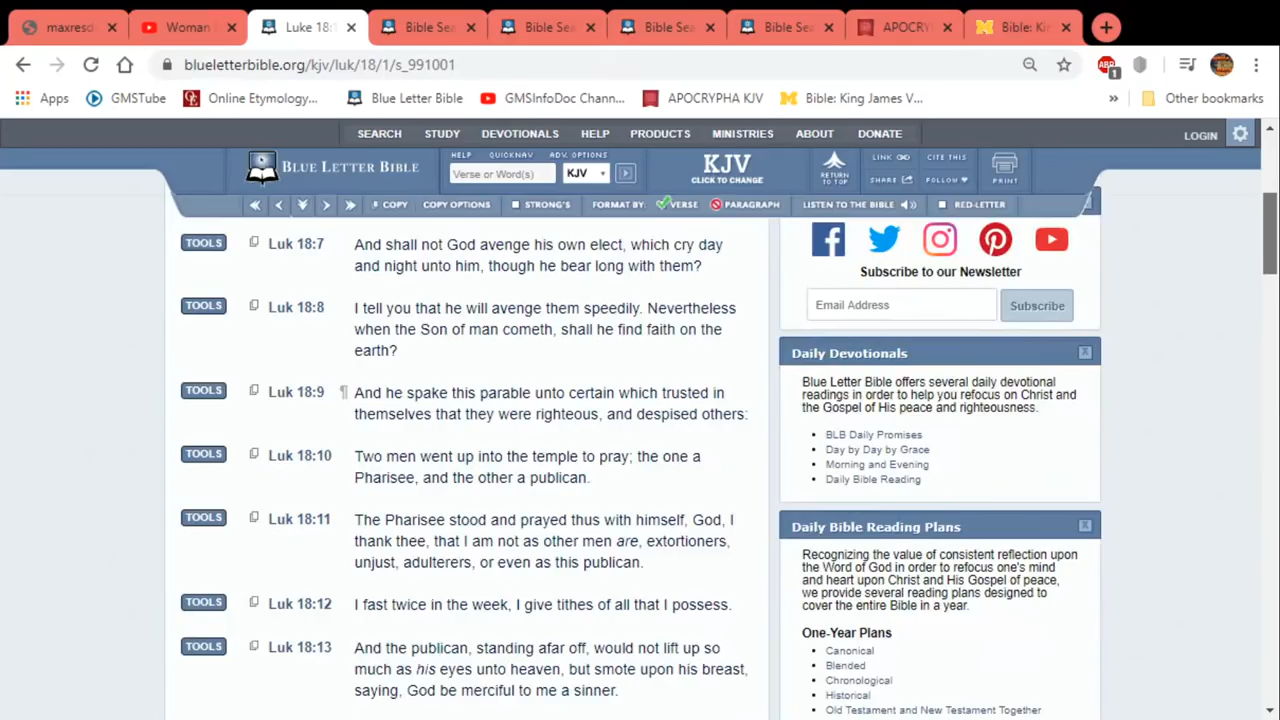 maxresd
Woman
Luke 18:1
Bible Sea
Bible Sea
Bible Sea
Bible Sea
APOCRY
Bible: Kin
blueletterbible.org/kjv/luk/18/1/s_991001
ABP
1
Apps
GMSTube
Online Etymology...
Blue Letter Bible
GMSInfoDoc Chann...
APOCRYPHA KJV
Bible: King James V...
»
Other bookmarks
SEARCH STUDY DEVOTIONALS HELP PRODUCTS MINISTRIES ABOUT DONATE
LOGIN
BLUE LETTER BIBLE
HELP QUICKNAV ADV. OPTIONS
Verse or Word(s)
KJV
KJV
CLICK TO CHANGE
RETURN
TO TOP
LINK
CITE THIS
SHARE
FOLLOW
PRINT
COPY COPY OPTIONS STRONG'S FORMAT BY: VERSE PARAGRAPH LISTEN TO THE BIBLE RED-LETTER
TOOLS Luk 18:7 And shall not God avenge his own elect, which cry day
and night unto him, though he bear long with them?
TOOLS Luk 18:8 I tell you that he will avenge them speedily. Nevertheless
when the Son of man cometh, shall he find faith on the
earth?
TOOLS Luk 18:9 ¶ And he spake this parable unto certain which trusted in
themselves that they were righteous, and despised others:
TOOLS Luk 18:10 Two men went up into the temple to pray; the one a
Pharisee, and the other a publican.
TOOLS Luk 18:11 The Pharisee stood and prayed thus with himself, God, I
thank thee, that I am not as other men are, extortioners,
unjust, adulterers, or even as this publican.
TOOLS Luk 18:12 I fast twice in the week, I give tithes of all that I possess.
TOOLS Luk 18:13 And the publican, standing afar off, would not lift up so
much as his eyes unto heaven, but smote upon his breast,
saying, God be merciful to me a sinner.
Subscribe to our Newsletter
Email Address
Subscribe
Daily Devotionals
Blue Letter Bible offers several daily devotional
readings in order to help you refocus on Christ and
the Gospel of His peace and righteousness.
• BLB Daily Promises
• Day by Day by Grace
• Morning and Evening
• Daily Bible Reading
Daily Bible Reading Plans
Recognizing the value of consistent reflection upon
the Word of God in order to refocus one's mind
and heart upon Christ and His Gospel of peace,
we provide several reading plans designed to
cover the entire Bible in a year.
One-Year Plans
• Canonical
• Blended
• Chronological
• Historical
• Old Testament and New Testament Together